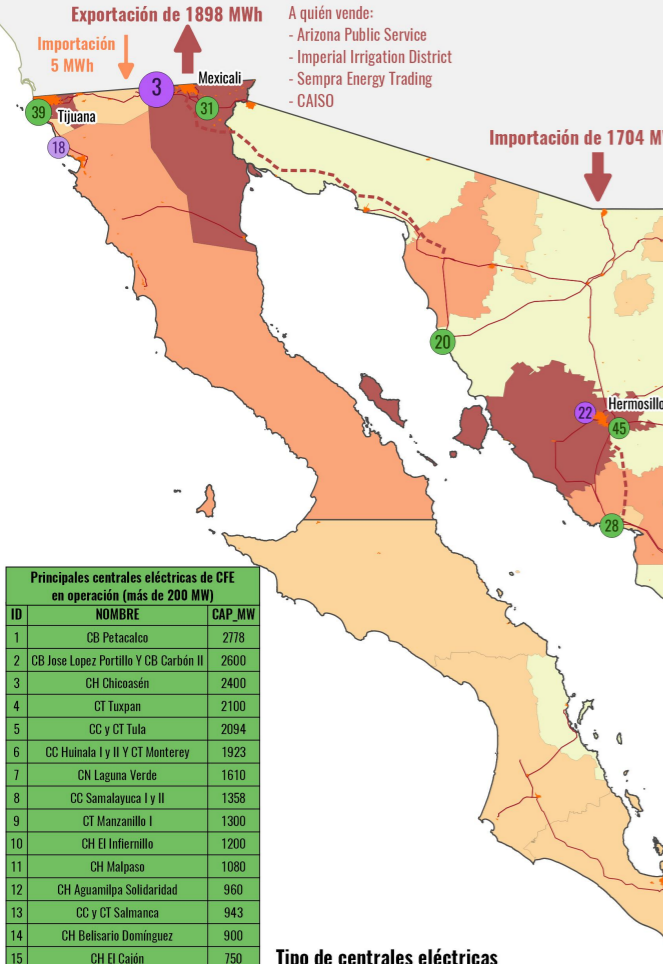 Exportación de 1898 MWh
A quién vende:
- Arizona Public Service
- Imperial Irrigation District
- Sempra Energy Trading
- CAISO
Importación
5 MWh
3
Mexicali
31
39
Tijuana
18
Importación de 1704 M
20
22
Hermosillo
45
28
Principales centrales eléctricas de CFE
en operación (más de 200 MW)
ID NOMBRE CAP_MW
1 CB Petacalco 2778
2 CB Jose Lopez Portillo Y CB Carbón II 2600
3 CH Chicoasén 2400
4 CT Tuxpan 2100
5 CC y CT Tula 2094
6 CC Huinala I y II Y CT Monterey 1923
7 CN Laguna Verde 1610
8 CC Samalayuca I y II 1358
9 CT Manzanillo I 1300
10 CH El Infiernillo 1200
11 CH Malpaso 1080
12 CH Aguamilpa Solidaridad 960
13 CC y CT Salmanca 943
14 CH Belisario Domínguez 900
15 CH El Cajón 750
Tipo de centrales eléctricas